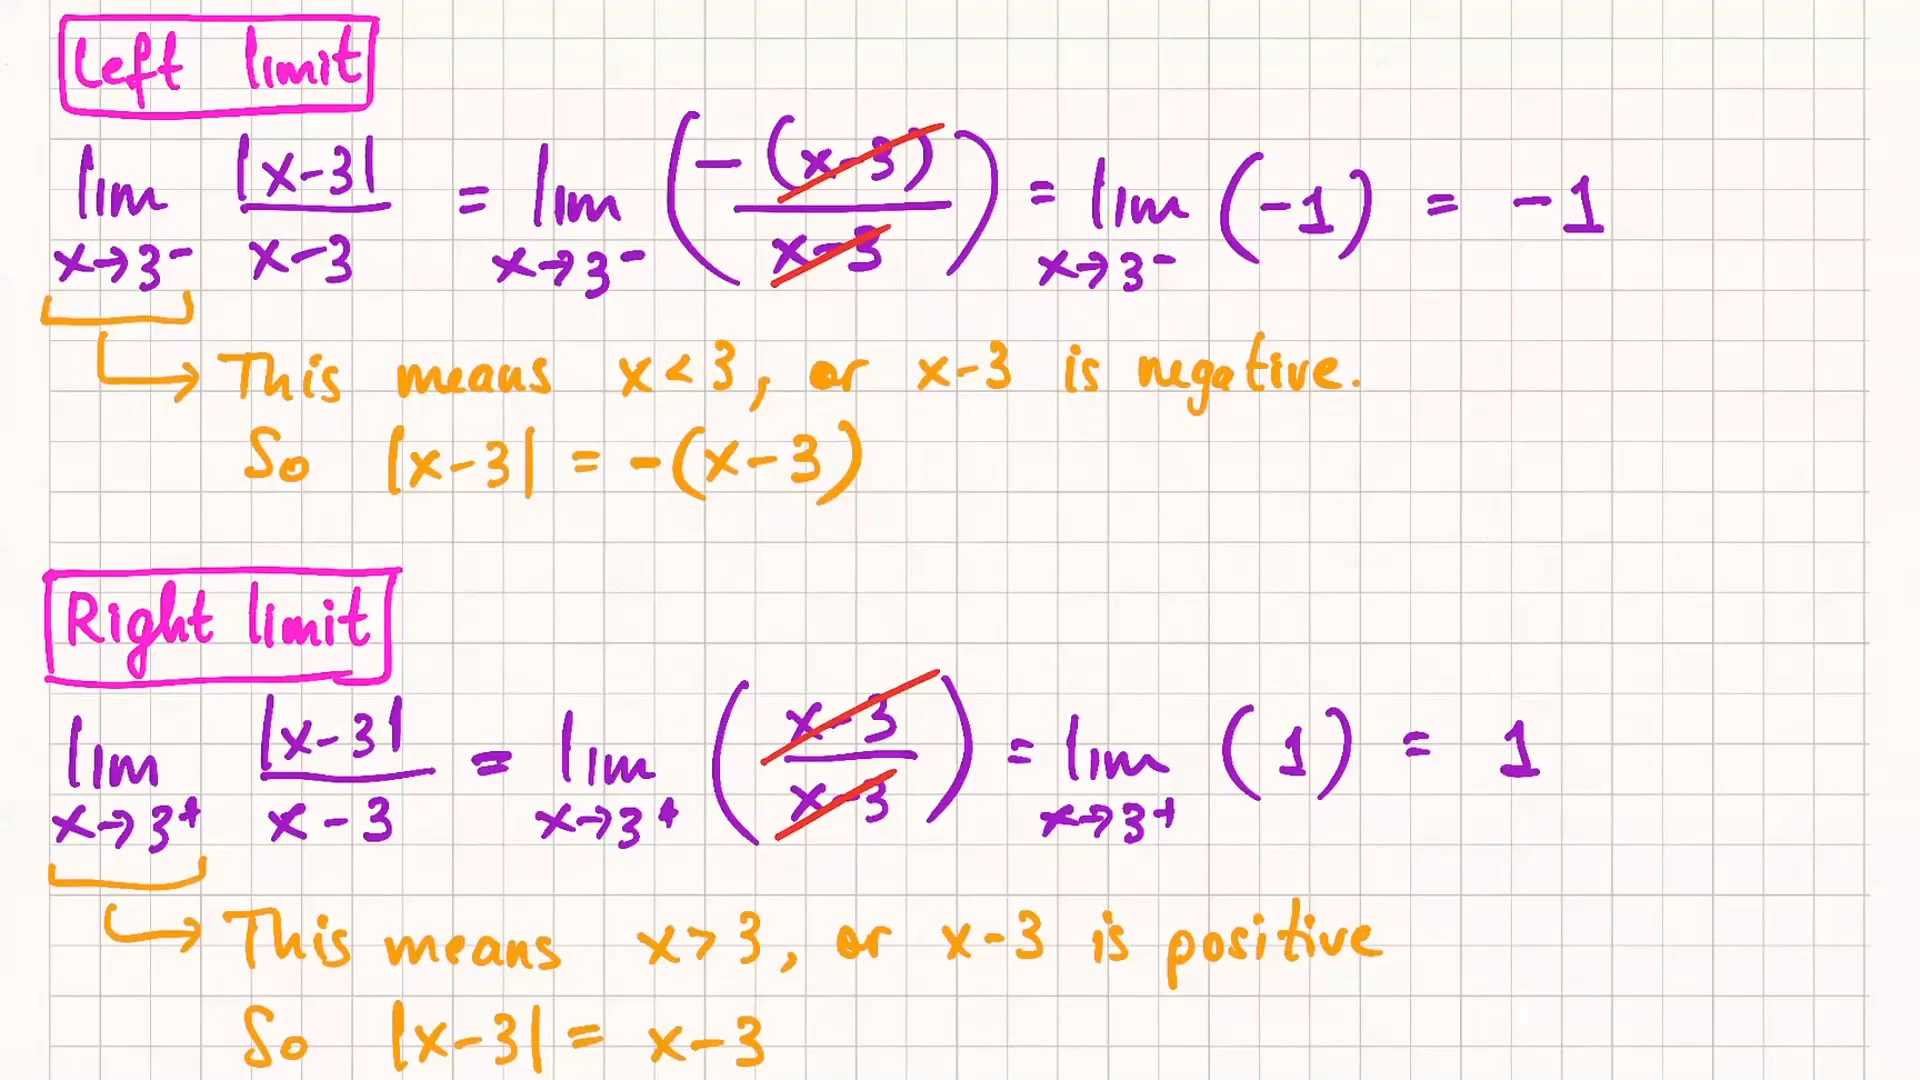 Left limit
lim x→3⁻ |x-3| / x-3 = lim x→3⁻ (-(x-3) / x-3) = lim x→3⁻ (-1) = -1
This means x<3, or x-3 is negative.
So |x-3| = -(x-3)
Right limit
lim x→3⁺ |x-3| / x-3 = lim x→3⁺ (x-3 / x-3) = lim x→3⁺ (1) = 1
This means x>3, or x-3 is positive
So |x-3| = x-3